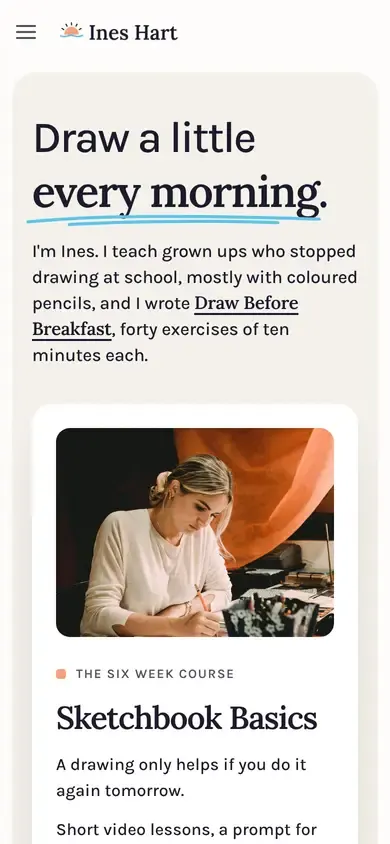 Ines Hart
Draw a little
every morning.
I'm Ines. I teach grown ups who stopped
drawing at school, mostly with coloured
pencils, and I wrote Draw Before
Breakfast, forty exercises of ten
minutes each.
THE SIX WEEK COURSE
Sketchbook Basics
A drawing only helps if you do it
again tomorrow.
Short video lessons, a prompt for